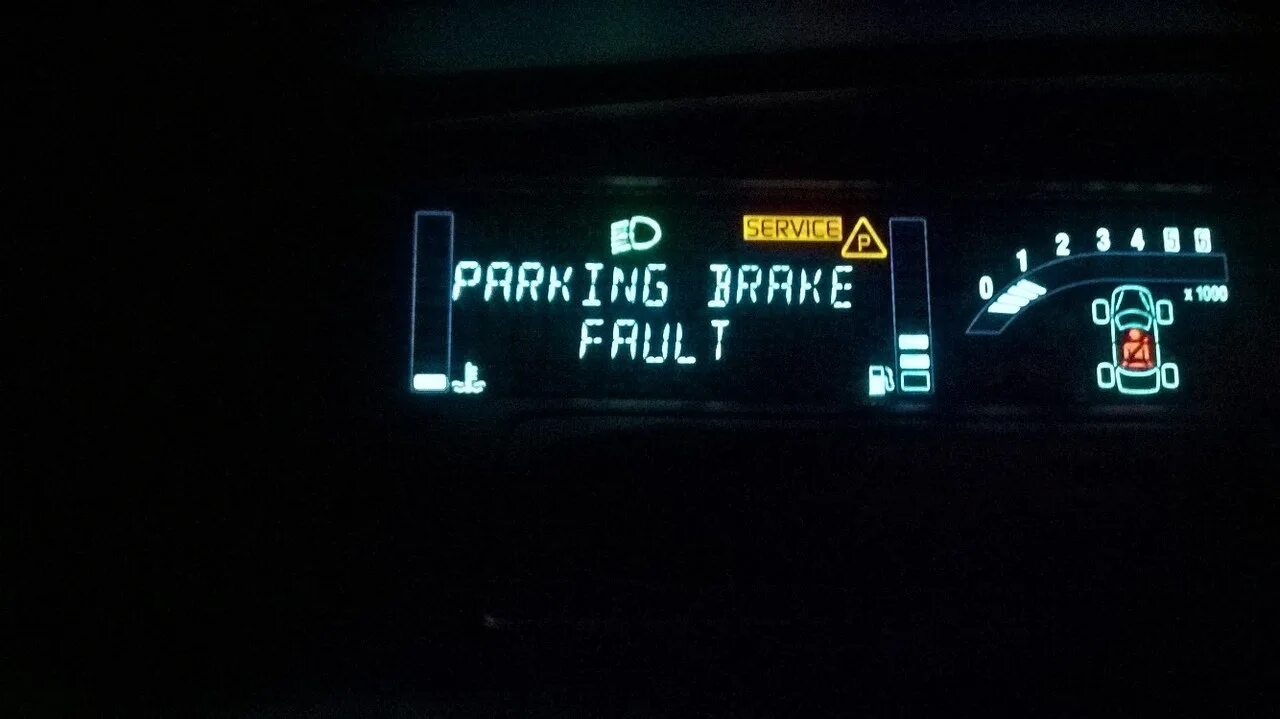 SERVICE
P
PARKING BRAKE
FAULT
0 1 2 3 4 5 6
x 1000